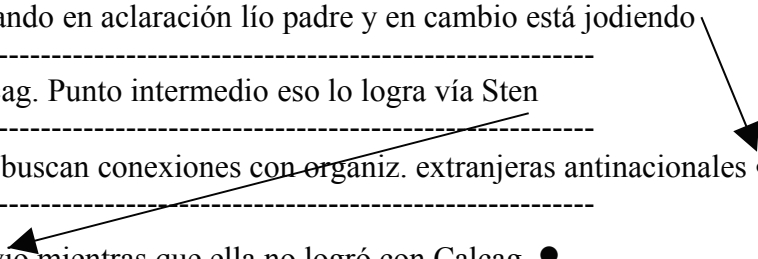 ando en aclaración lío padre y en cambio está jodiendo
ag. Punto intermedio eso lo logra vía Sten
buscan conexiones con organiz. extranjeras antinacionales
mientras que ella no logró con Calcag.